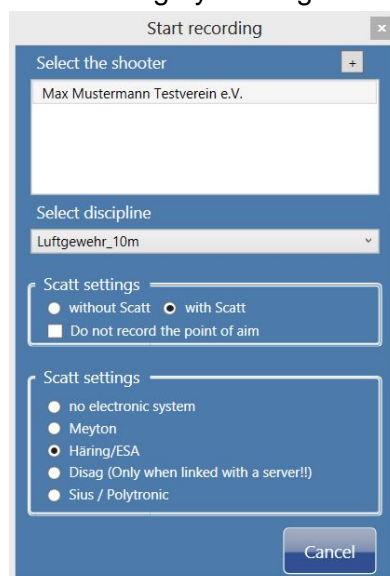 Start recording
×
Select the shooter
+
Max Mustermann Testverein e.V.
Select discipline
Luftgewehr_10m
Scatt settings
without Scatt with Scatt
Do not record the point of aim
Scatt settings
no electronic system
Meyton
Häring/ESA
Disag (Only when linked with a server!!)
Sius / Polytronic
Cancel